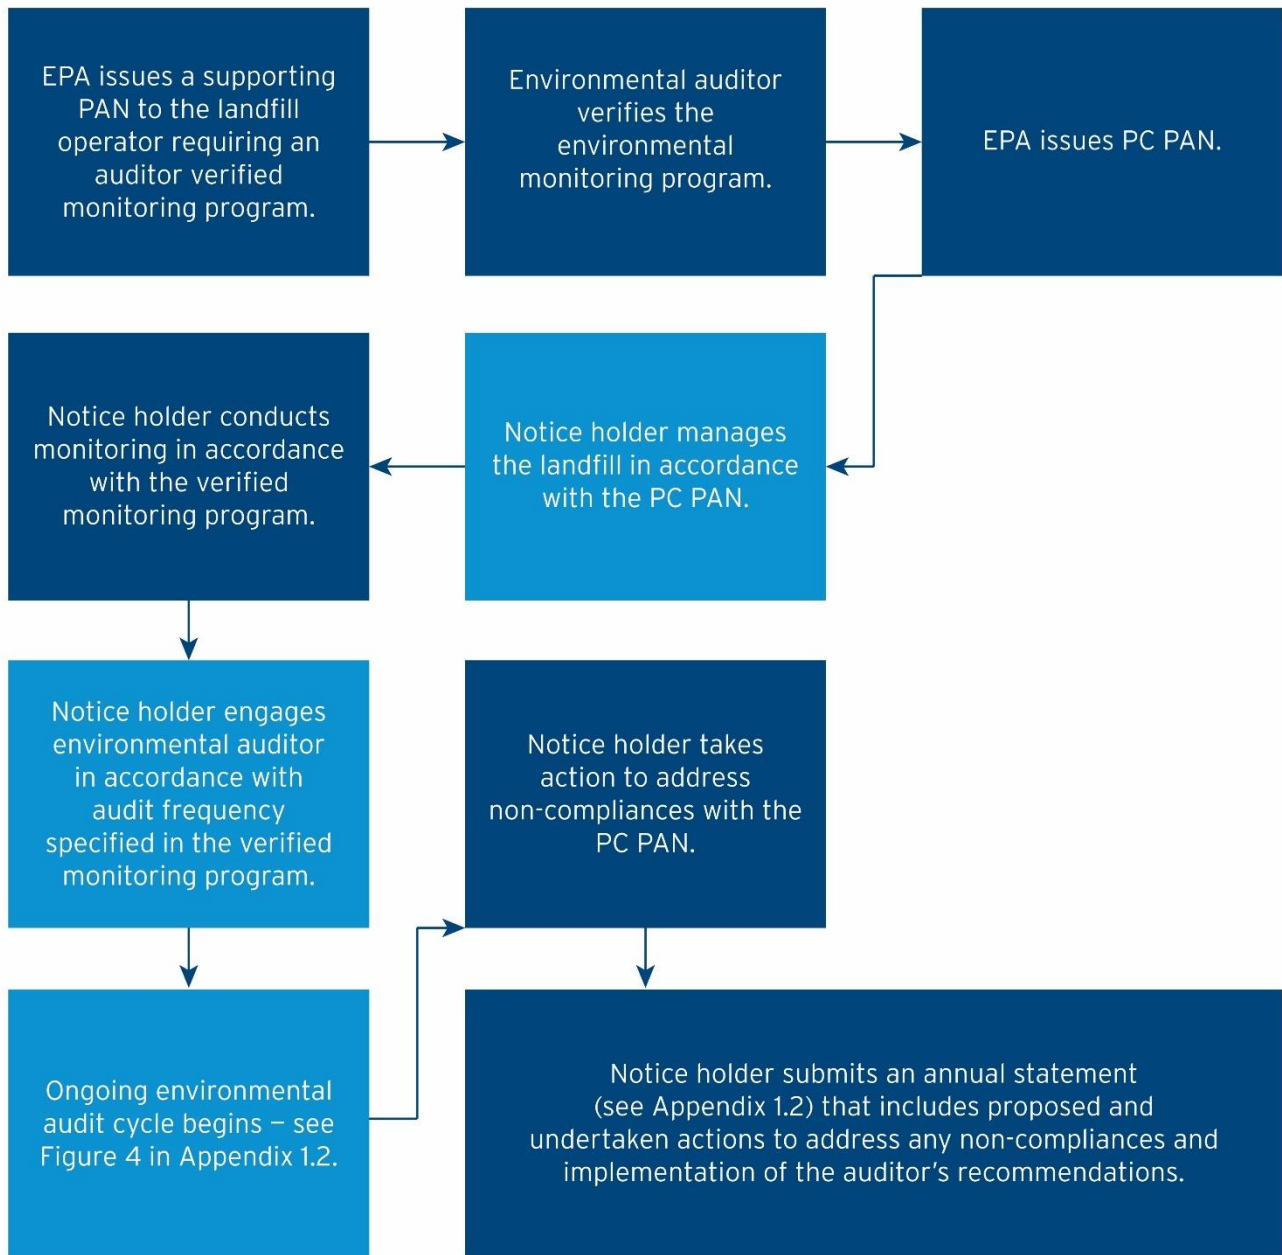 EPA issues a supporting
PAN to the landfill
operator requiring an
auditor verified
monitoring program.
Environmental auditor
verifies the
environmental
monitoring program.
EPA issues PC PAN.
Notice holder manages
the landfill in accordance
with the PC PAN.
Notice holder conducts
monitoring in accordance
with the verified
monitoring program.
Notice holder engages
environmental auditor
in accordance with
audit frequency
specified in the verified
monitoring program.
Ongoing environmental
audit cycle begins – see
Figure 4 in Appendix 1.2.
Notice holder takes
action to address
non-compliances with the
PC PAN.
Notice holder submits an annual statement
(see Appendix 1.2) that includes proposed and
undertaken actions to address any non-compliances and
implementation of the auditor's recommendations.